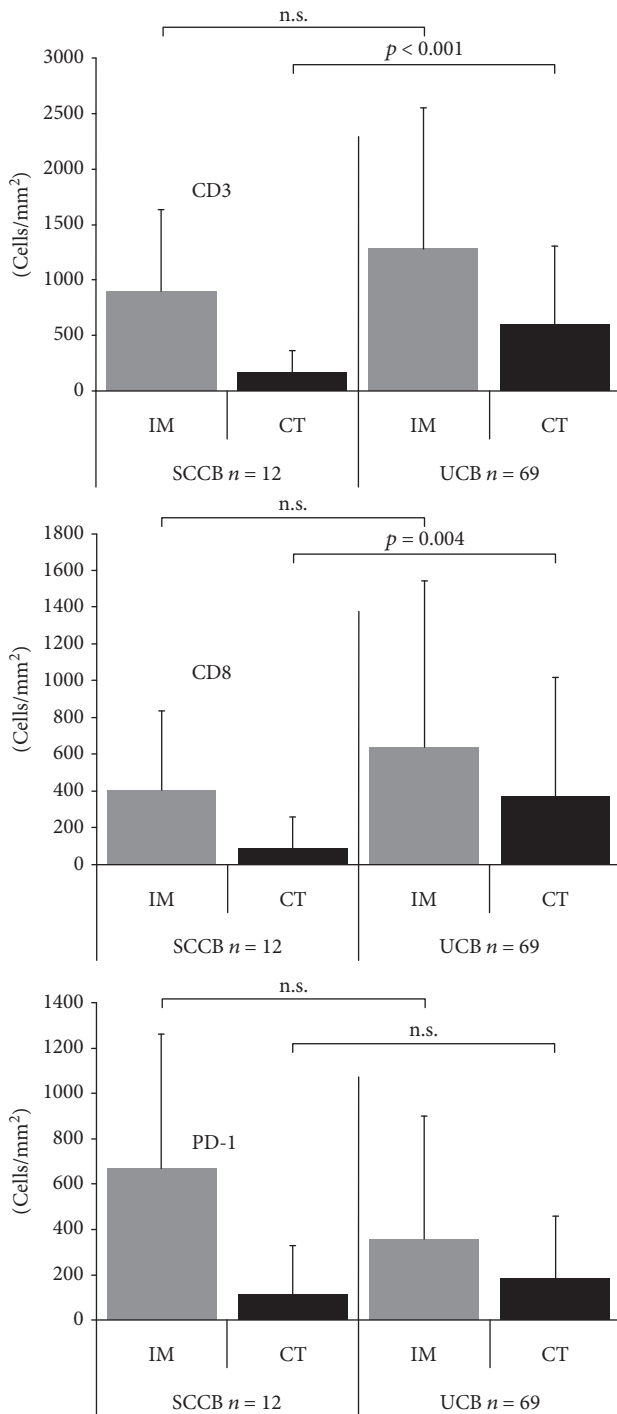 n.s.
p < 0.001
3000
2500
2000
1500
1000
500
0
(Cells/mm²)
CD3
IM CT IM CT
SCCB n = 12 UCB n = 69
n.s.
p = 0.004
1800
1600
1400
1200
1000
800
600
400
200
0
(Cells/mm²)
CD8
IM CT IM CT
SCCB n = 12 UCB n = 69
n.s.
n.s.
1400
1200
1000
800
600
400
200
0
(Cells/mm²)
PD-1
IM CT IM CT
SCCB n = 12 UCB n = 69